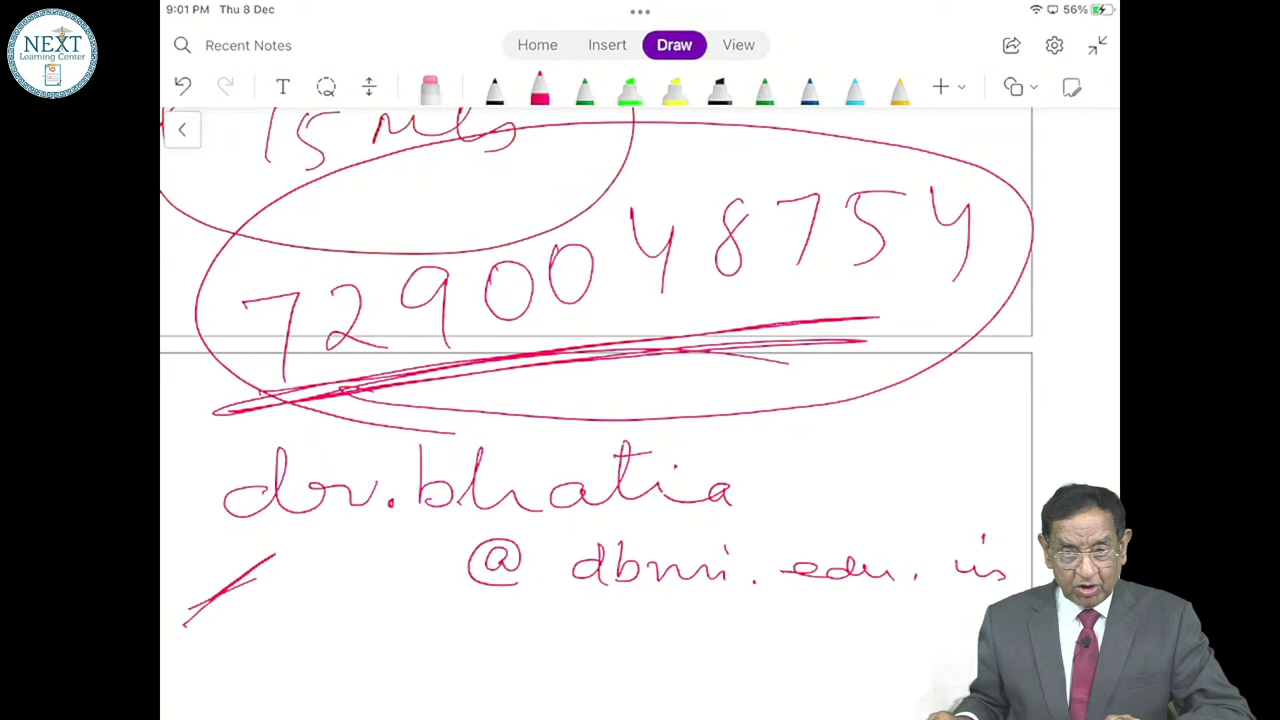 9:01 PM Thu 8 Dec
56%
NEXT
Learning Center
Recent Notes
Home Insert Draw View
T
15 mls
7290048754
dr.bhatia
@ dbmi.edu.in